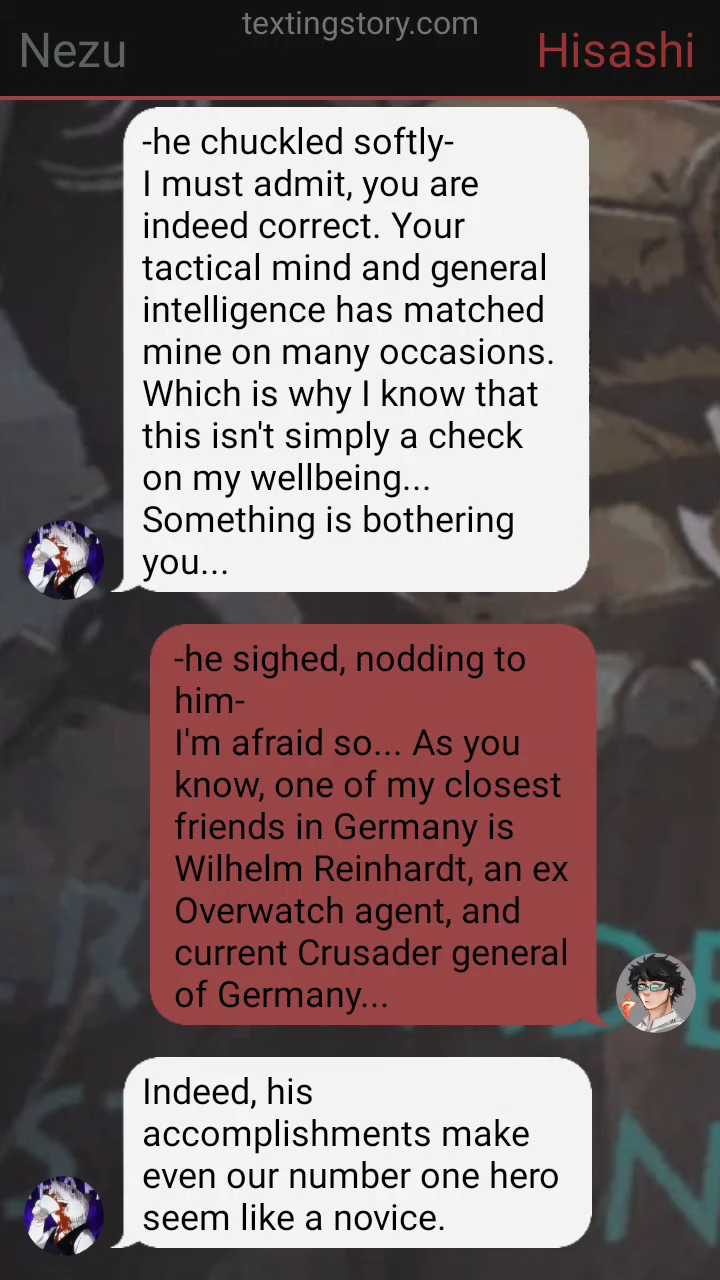 textingstory.com
Nezu
Hisashi
-he chuckled softly-
I must admit, you are
indeed correct. Your
tactical mind and general
intelligence has matched
mine on many occasions.
Which is why I know that
this isn't simply a check
on my wellbeing...
Something is bothering
you...
-he sighed, nodding to
him-
I'm afraid so... As you
know, one of my closest
friends in Germany is
Wilhelm Reinhardt, an ex
Overwatch agent, and
current Crusader general
of Germany...
Indeed, his
accomplishments make
even our number one hero
seem like a novice.